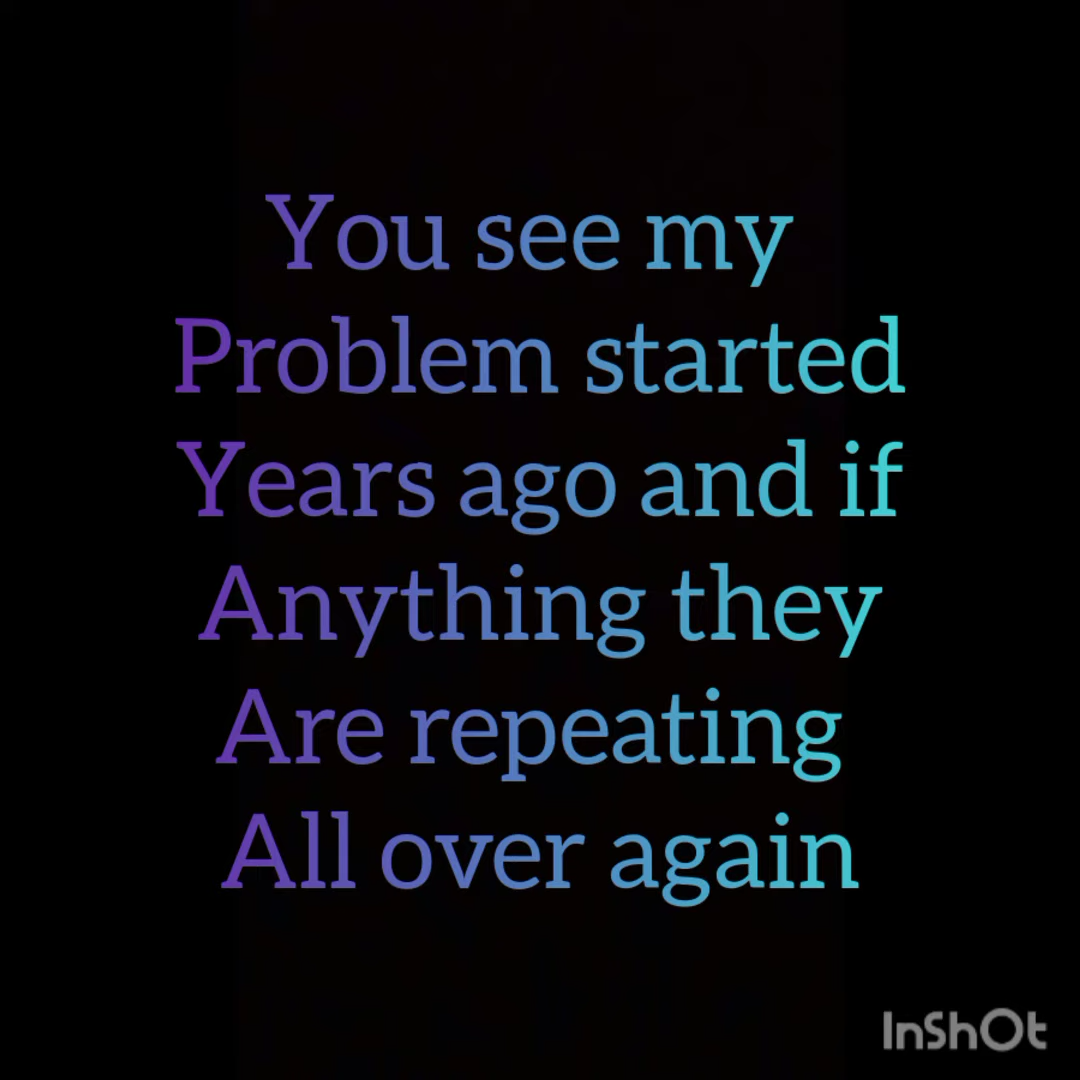 You see my
Problem started
Years ago and if
Anything they
Are repeating
All over again
InShOt